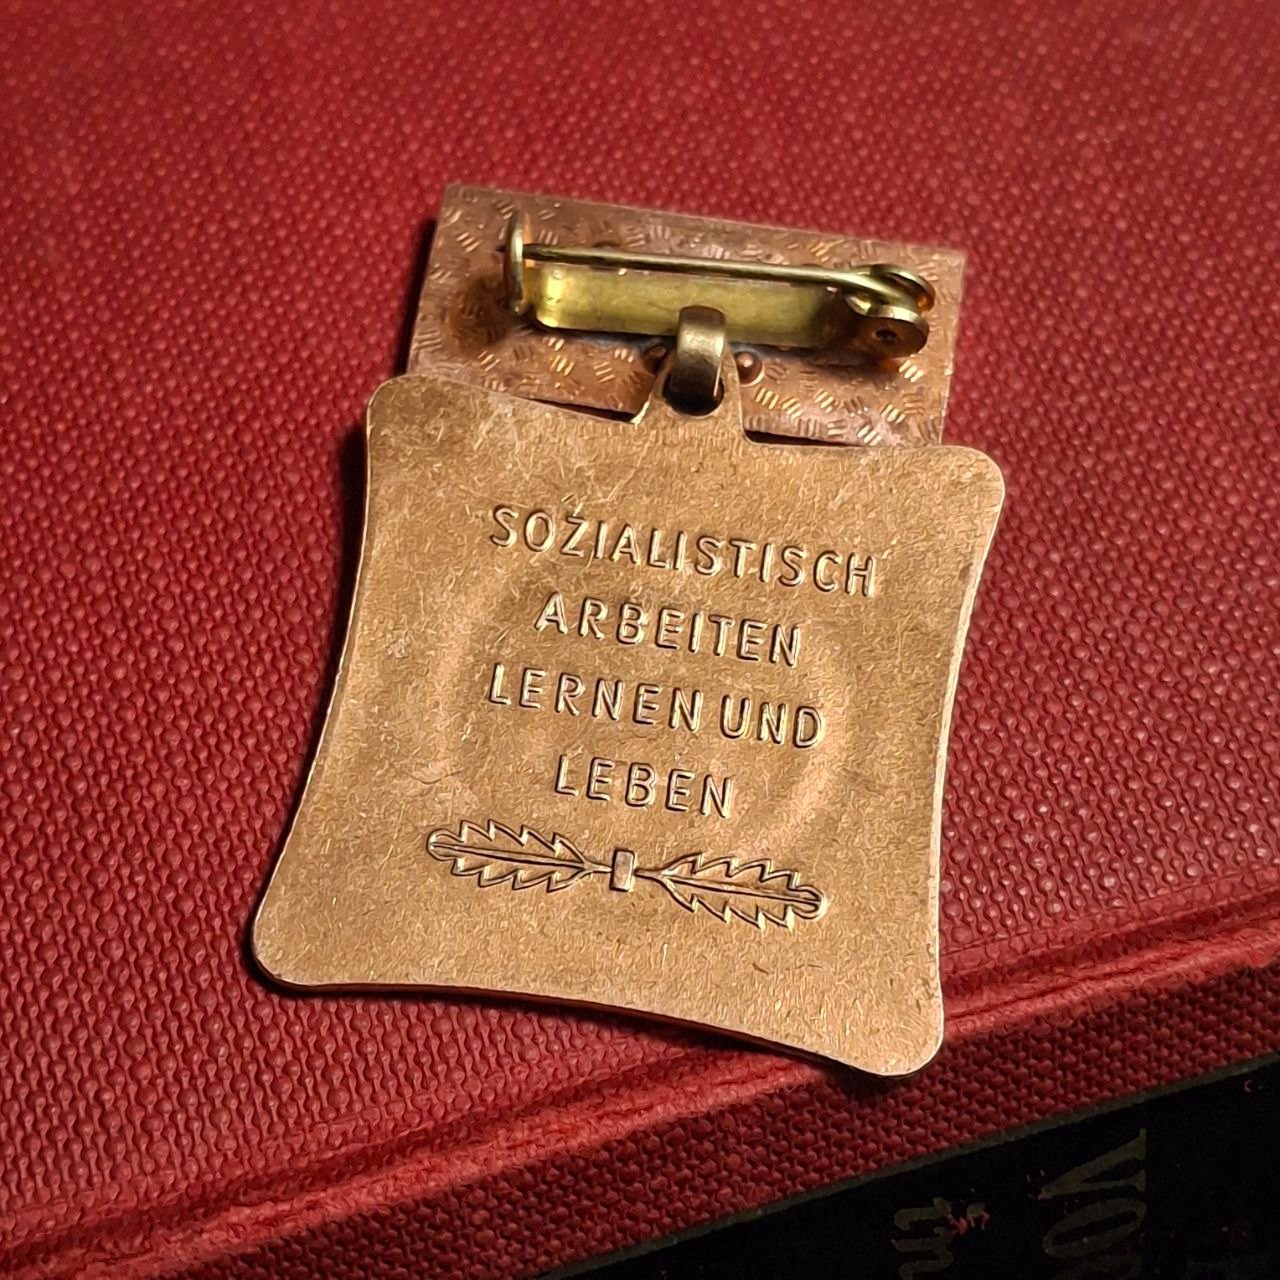 SOZIALISTISCH
ARBEITEN
LERNEN UND
LEBEN